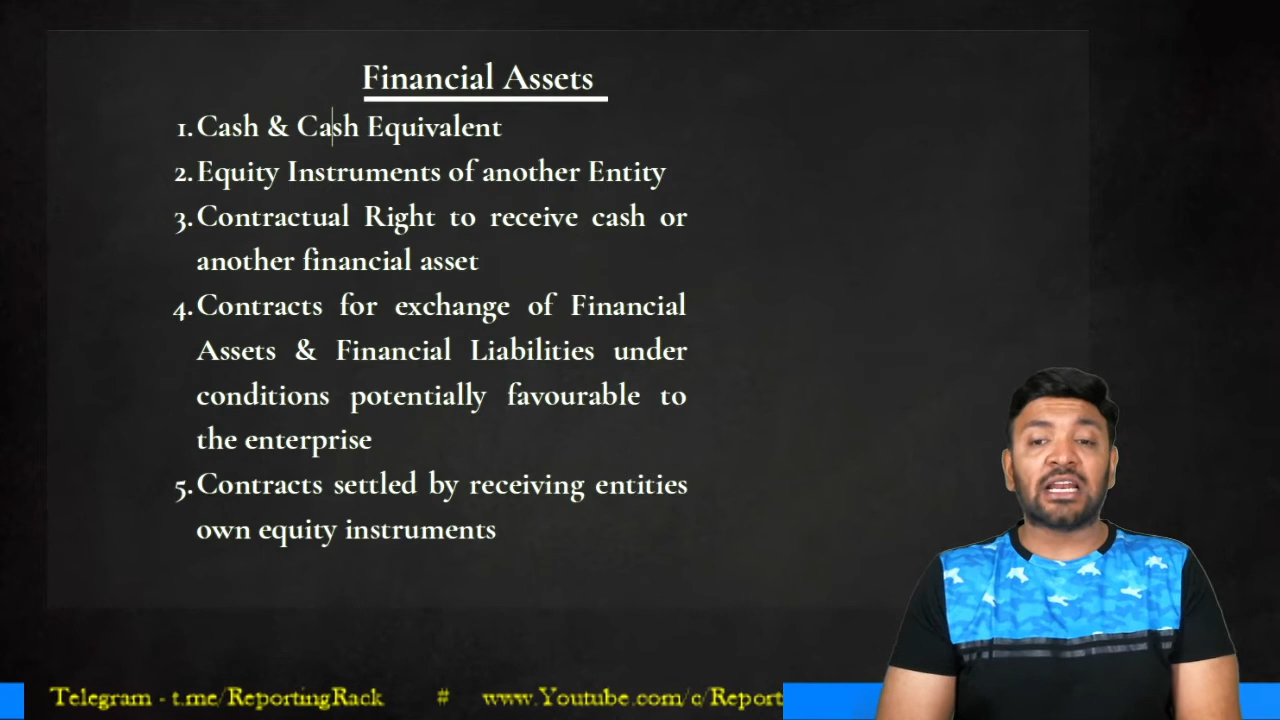 Financial Assets
1. Cash & Cash Equivalent
2. Equity Instruments of another Entity
3. Contractual Right to receive cash or
another financial asset
4. Contracts for exchange of Financial
Assets & Financial Liabilities under
conditions potentially favourable to
the enterprise
5. Contracts settled by receiving entities
own equity instruments
Telegram - t.me/ReportingRack # www.Youtube.com/c/Report